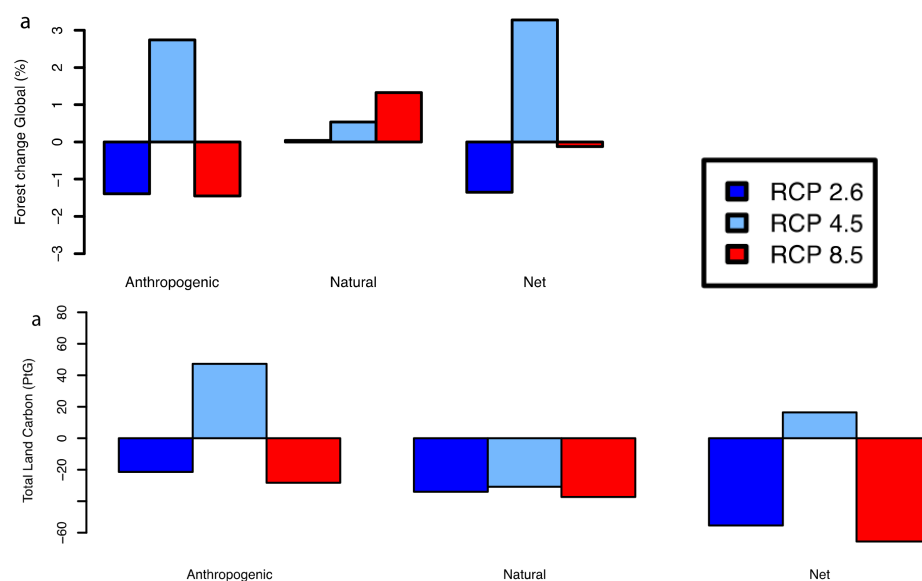 a
Forest change Global (%)
3
2
1
0
−1
−2
−3
Anthropogenic
Natural
Net
RCP 2.6
RCP 4.5
RCP 8.5
a
Total Land Carbon (PtG)
80
60
40
20
0
−20
−60
Anthropogenic
Natural
Net